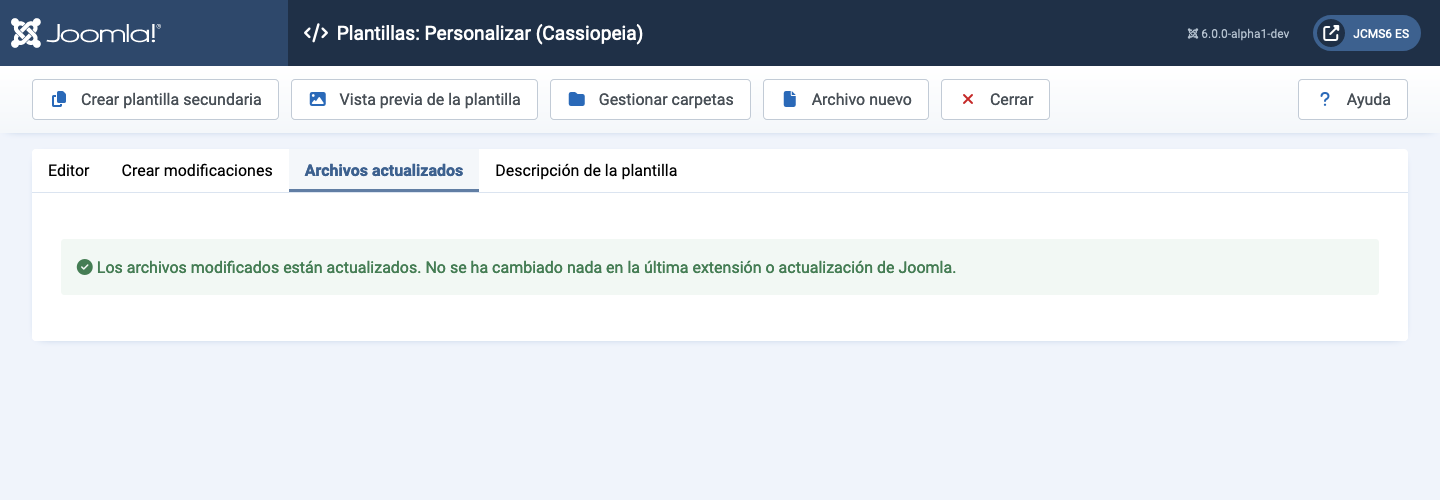 Joomla!®
Plantillas: Personalizar (Cassiopeia)
6.0.0-alpha1-dev
JCMS6 ES
Crear plantilla secundaria
Vista previa de la plantilla
Gestionar carpetas
Archivo nuevo
Cerrar
Ayuda
Editor
Crear modificaciones
Archivos actualizados
Descripción de la plantilla
Los archivos modificados están actualizados. No se ha cambiado nada en la última extensión o actualización de Joomla.